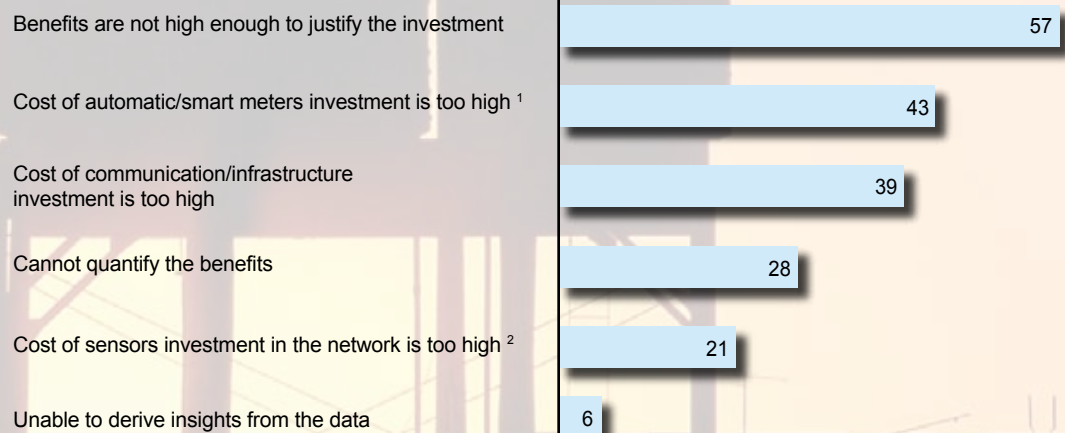 Benefits are not high enough to justify the investment
57
Cost of automatic/smart meters investment is too high ¹
43
Cost of communication/infrastructure
investment is too high
39
Cannot quantify the benefits
28
Cost of sensors investment in the network is too high ²
21
Unable to derive insights from the data
6